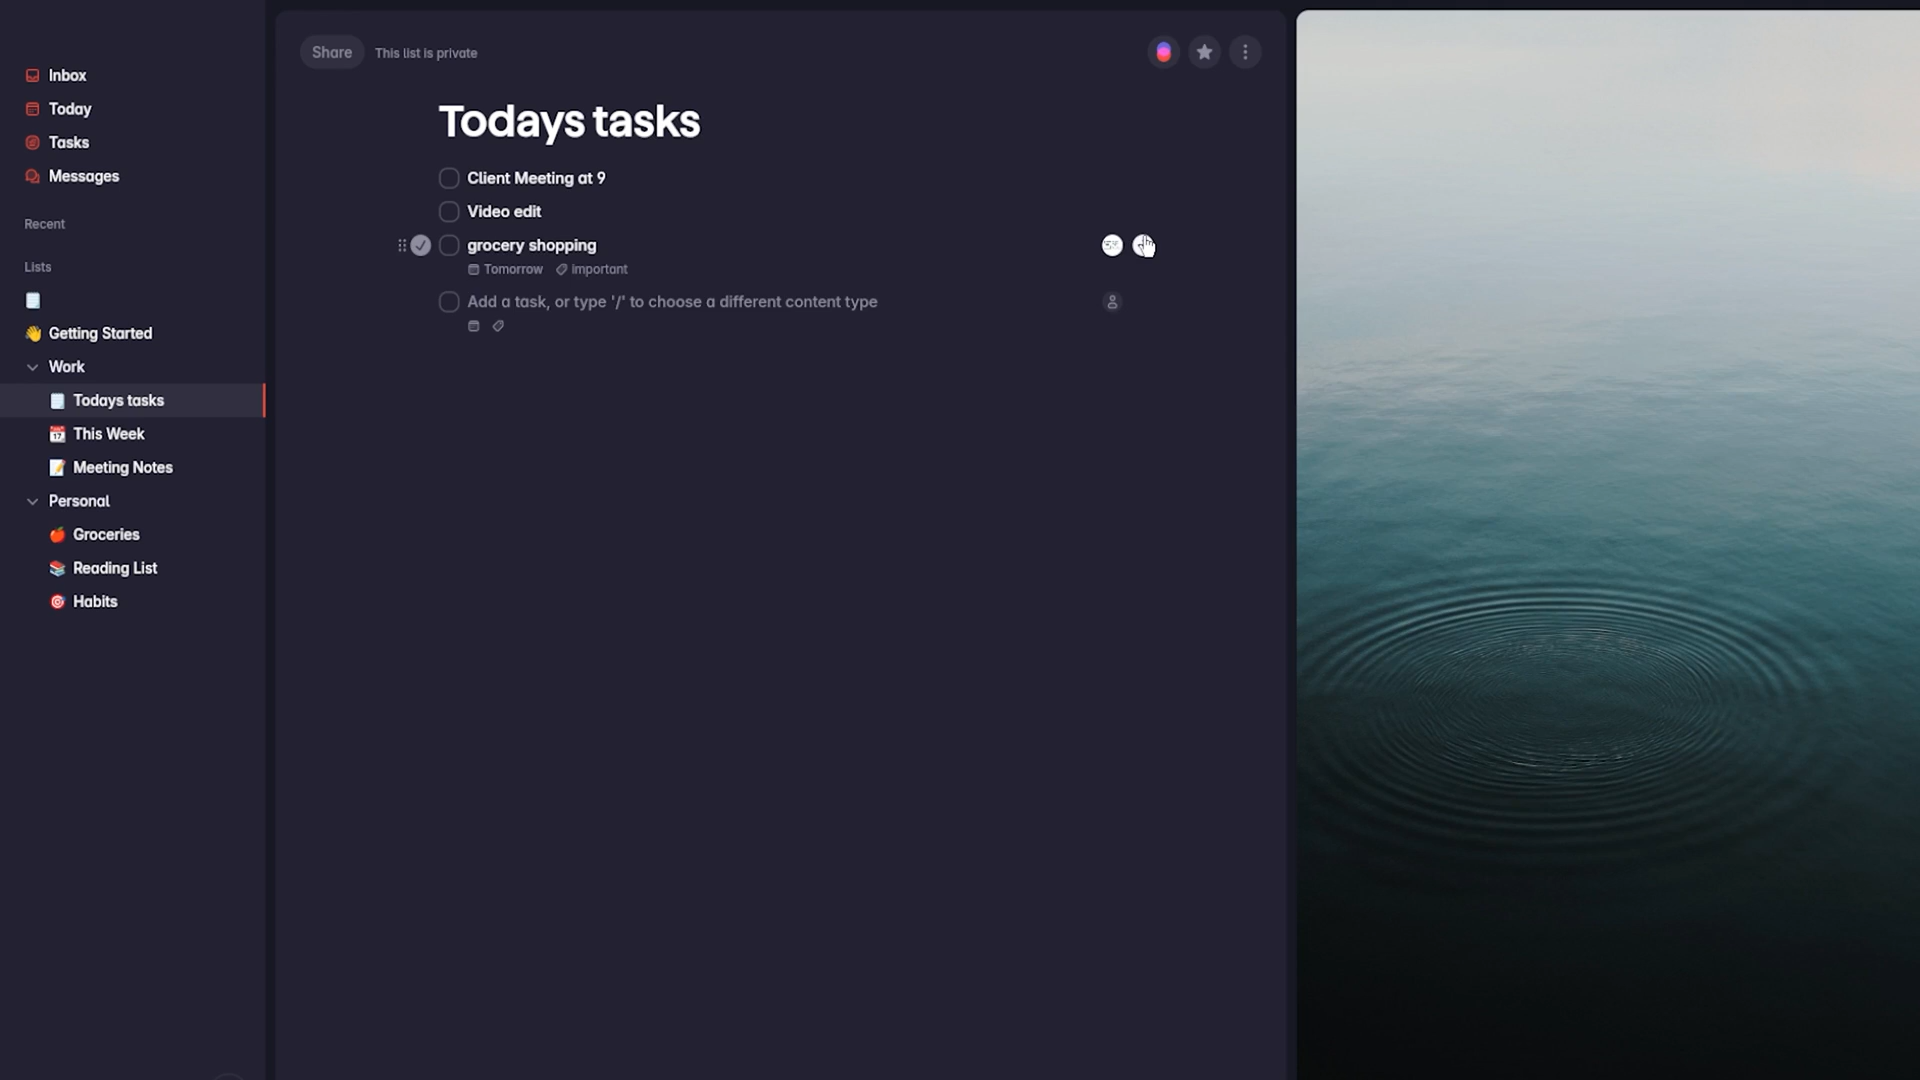 Inbox
Today
Tasks
Messages
Recent
Lists
Getting Started
Work
Todays tasks
This Week
Meeting Notes
Personal
Groceries
Reading List
Habits
Share
This list is private
Todays tasks
Client Meeting at 9
Video edit
grocery shopping
Tomorrow important
Add a task, or type '/' to choose a different content type